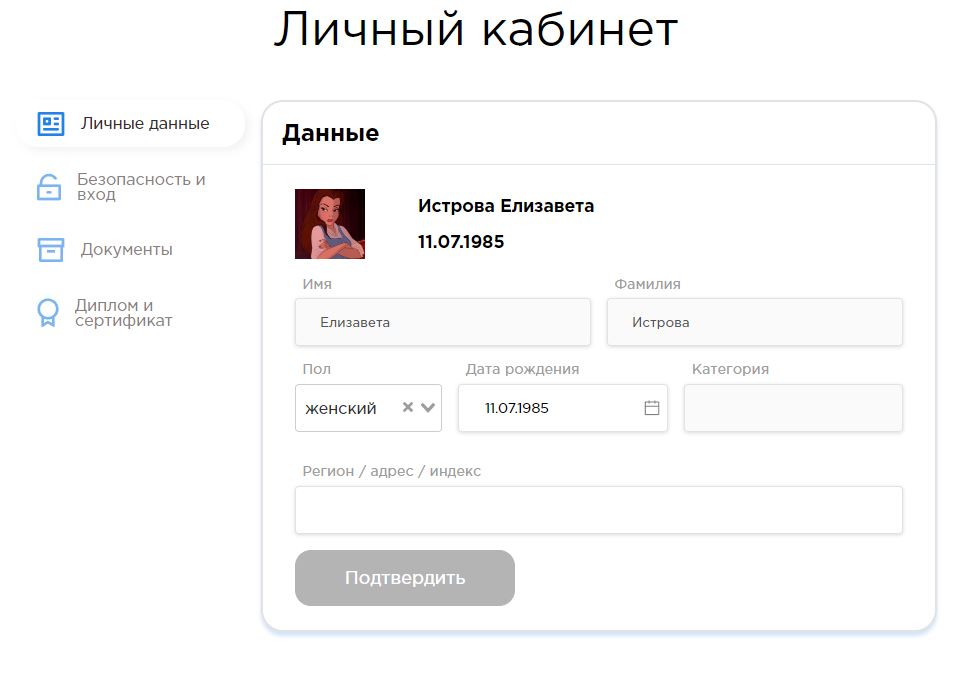 Личный кабинет
Личные данные
Безопасность и
вход
Документы
Диплом и
сертификат
Данные
Истрова Елизавета
11.07.1985
Имя
Фамилия
Елизавета
Истрова
Пол
Дата рождения
Категория
женский
11.07.1985
Регион / адрес / индекс
Подтвердить